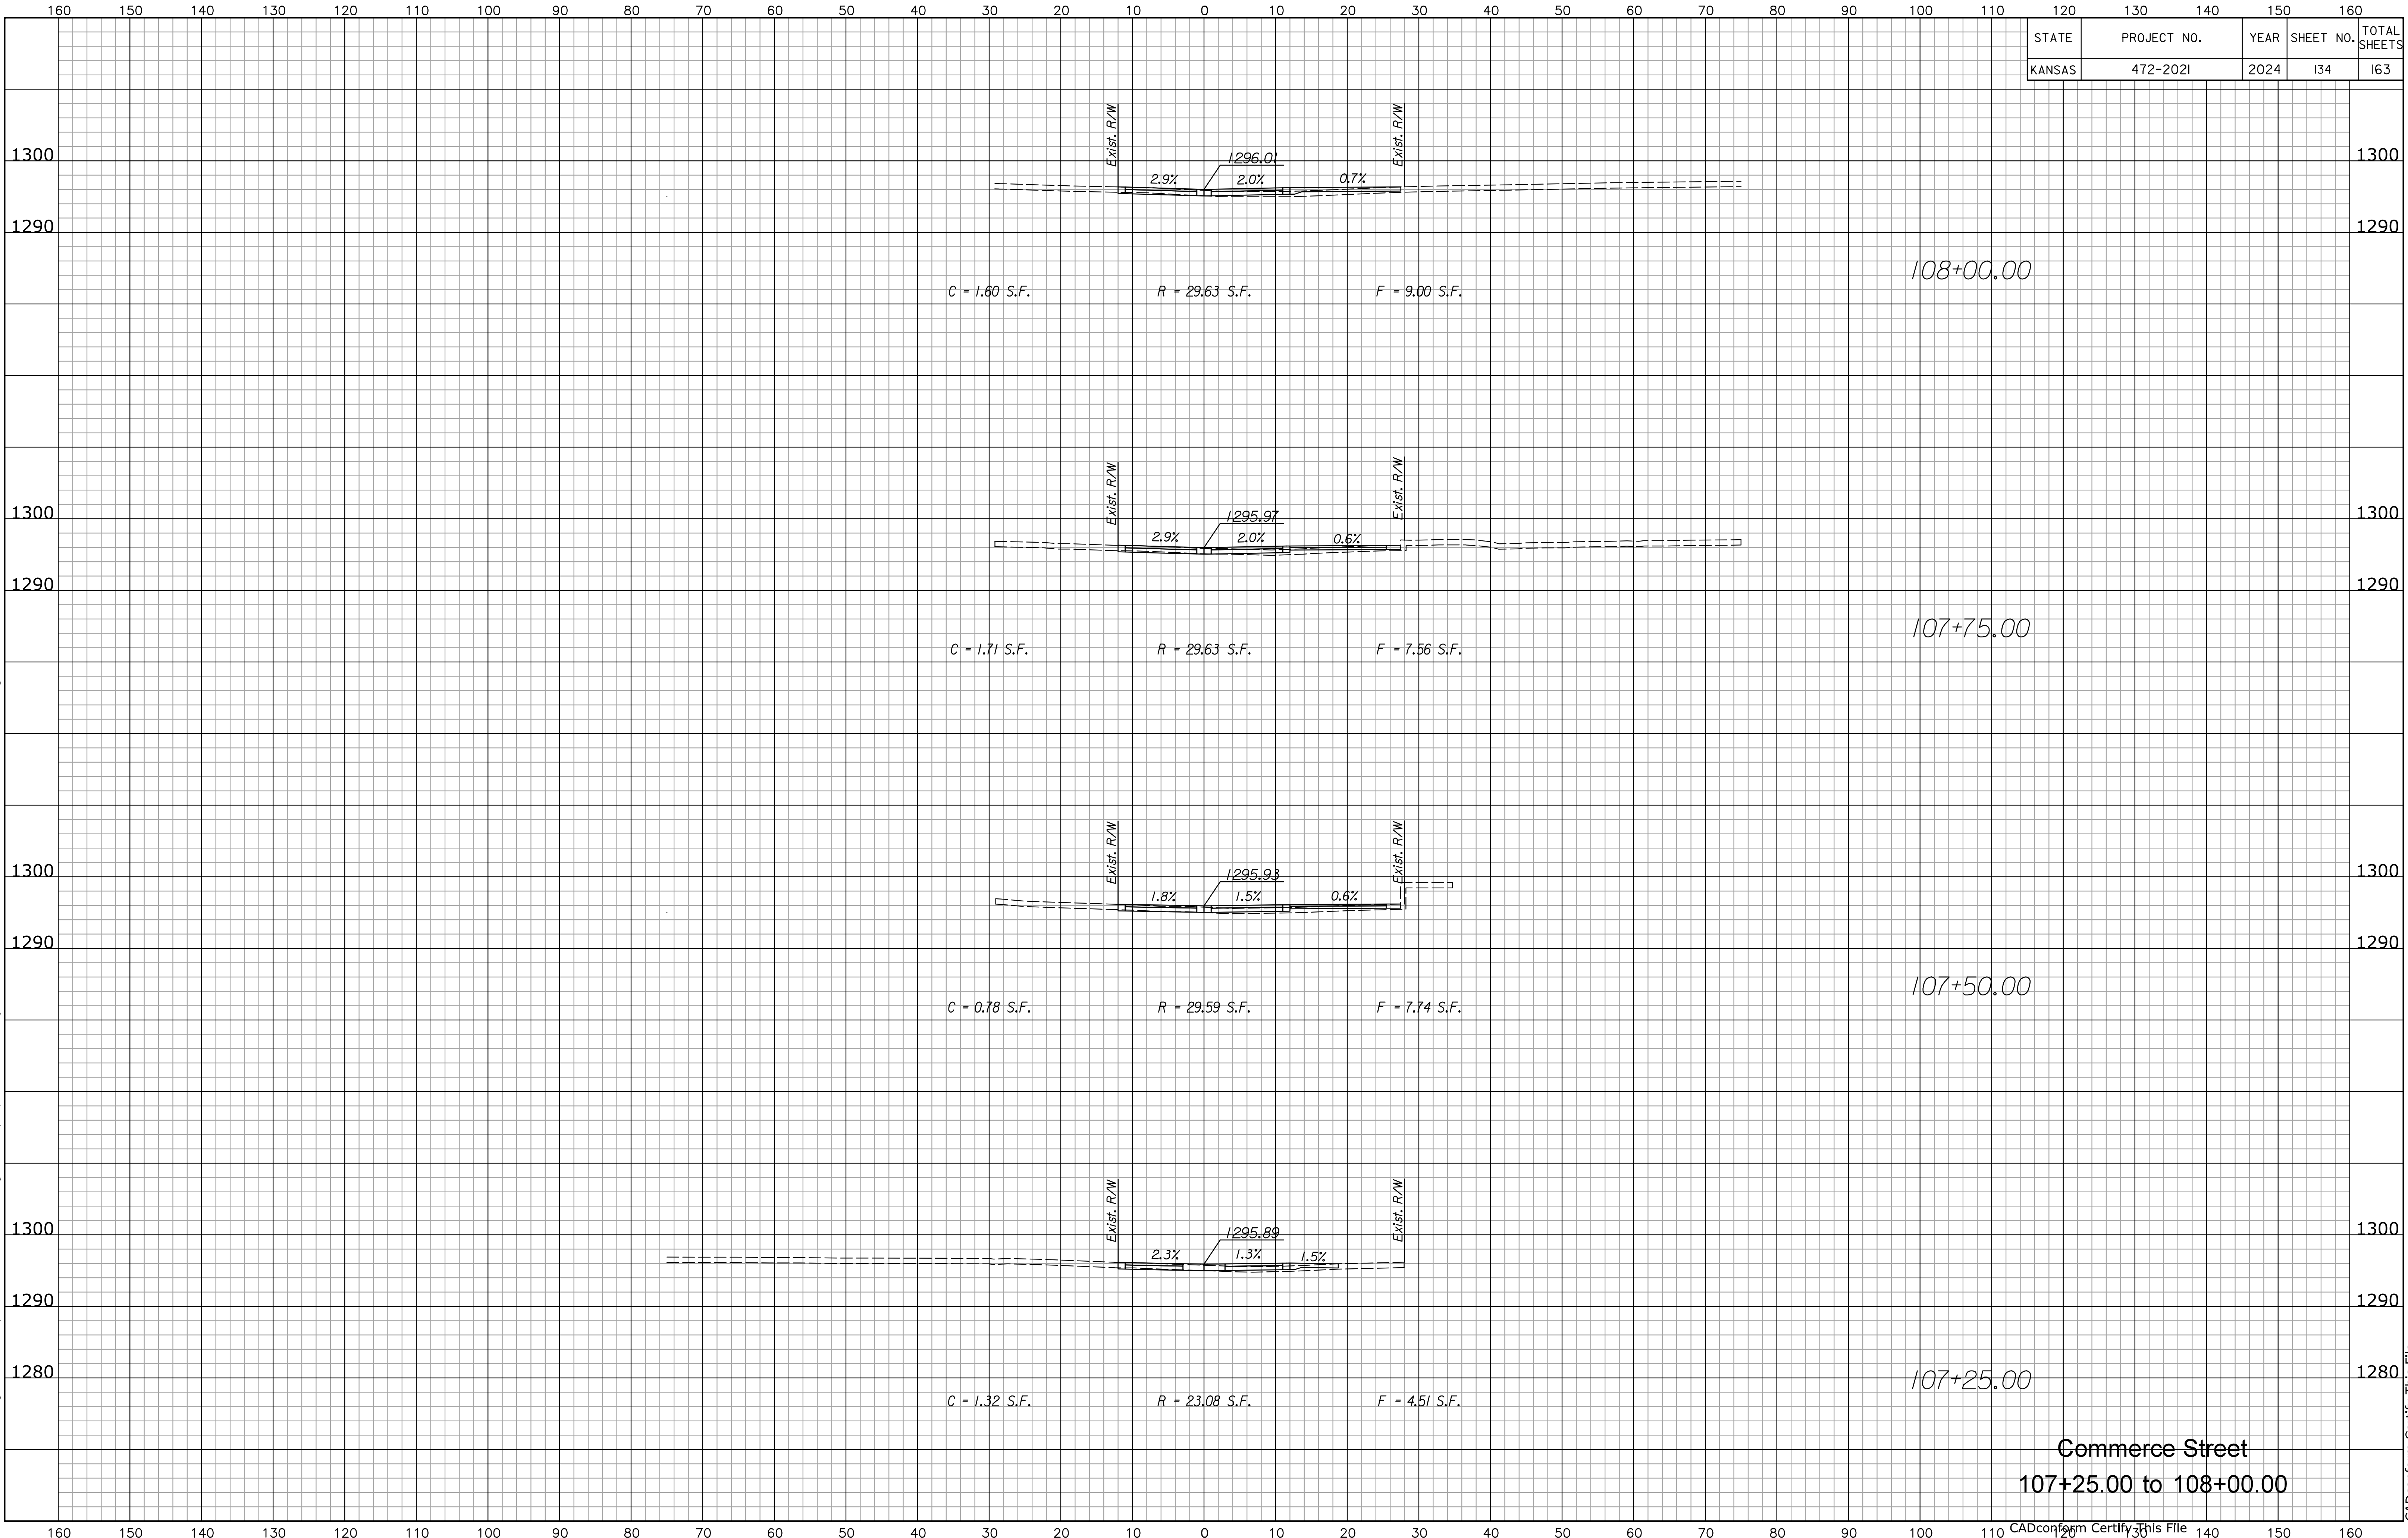 160 150 140 130 120 110 100 90 80 70 60 50 40 30 20 10 0 10 20 30 40 50 60 70 80 90 100 110 120 130 140 150 160
STATE PROJECT NO. YEAR SHEET NO. TOTAL SHEETS
KANSAS 472-2021 2024 134 163
Exist. R/W Exist. R/W
1300 1296.01 1300
2.9% 2.0% 0.7%
1290 1290
108+00.00
C = 1.60 S.F. R = 29.63 S.F. F = 9.00 S.F.
Exist. R/W Exist. R/W
1300 1295.97 1300
2.9% 2.0% 0.6%
1290 1290
107+75.00
C = 1.71 S.F. R = 29.63 S.F. F = 7.56 S.F.
Exist. R/W Exist. R/W
1300 1295.93 1300
1.8% 1.5% 0.6%
1290 1290
107+50.00
C = 0.78 S.F. R = 29.59 S.F. F = 7.74 S.F.
Exist. R/W Exist. R/W
1300 1295.89 1300
2.3% 1.3% 1.5%
1290 1290
1280 107+25.00 1280
C = 1.32 S.F. R = 23.08 S.F. F = 4.51 S.F.
Commerce Street
107+25.00 to 108+00.00
160 150 140 130 120 110 100 90 80 70 60 50 40 30 20 10 0 10 20 30 40 50 60 70 80 90 100 110 120 130 140 150 160
CADconform Certify This File